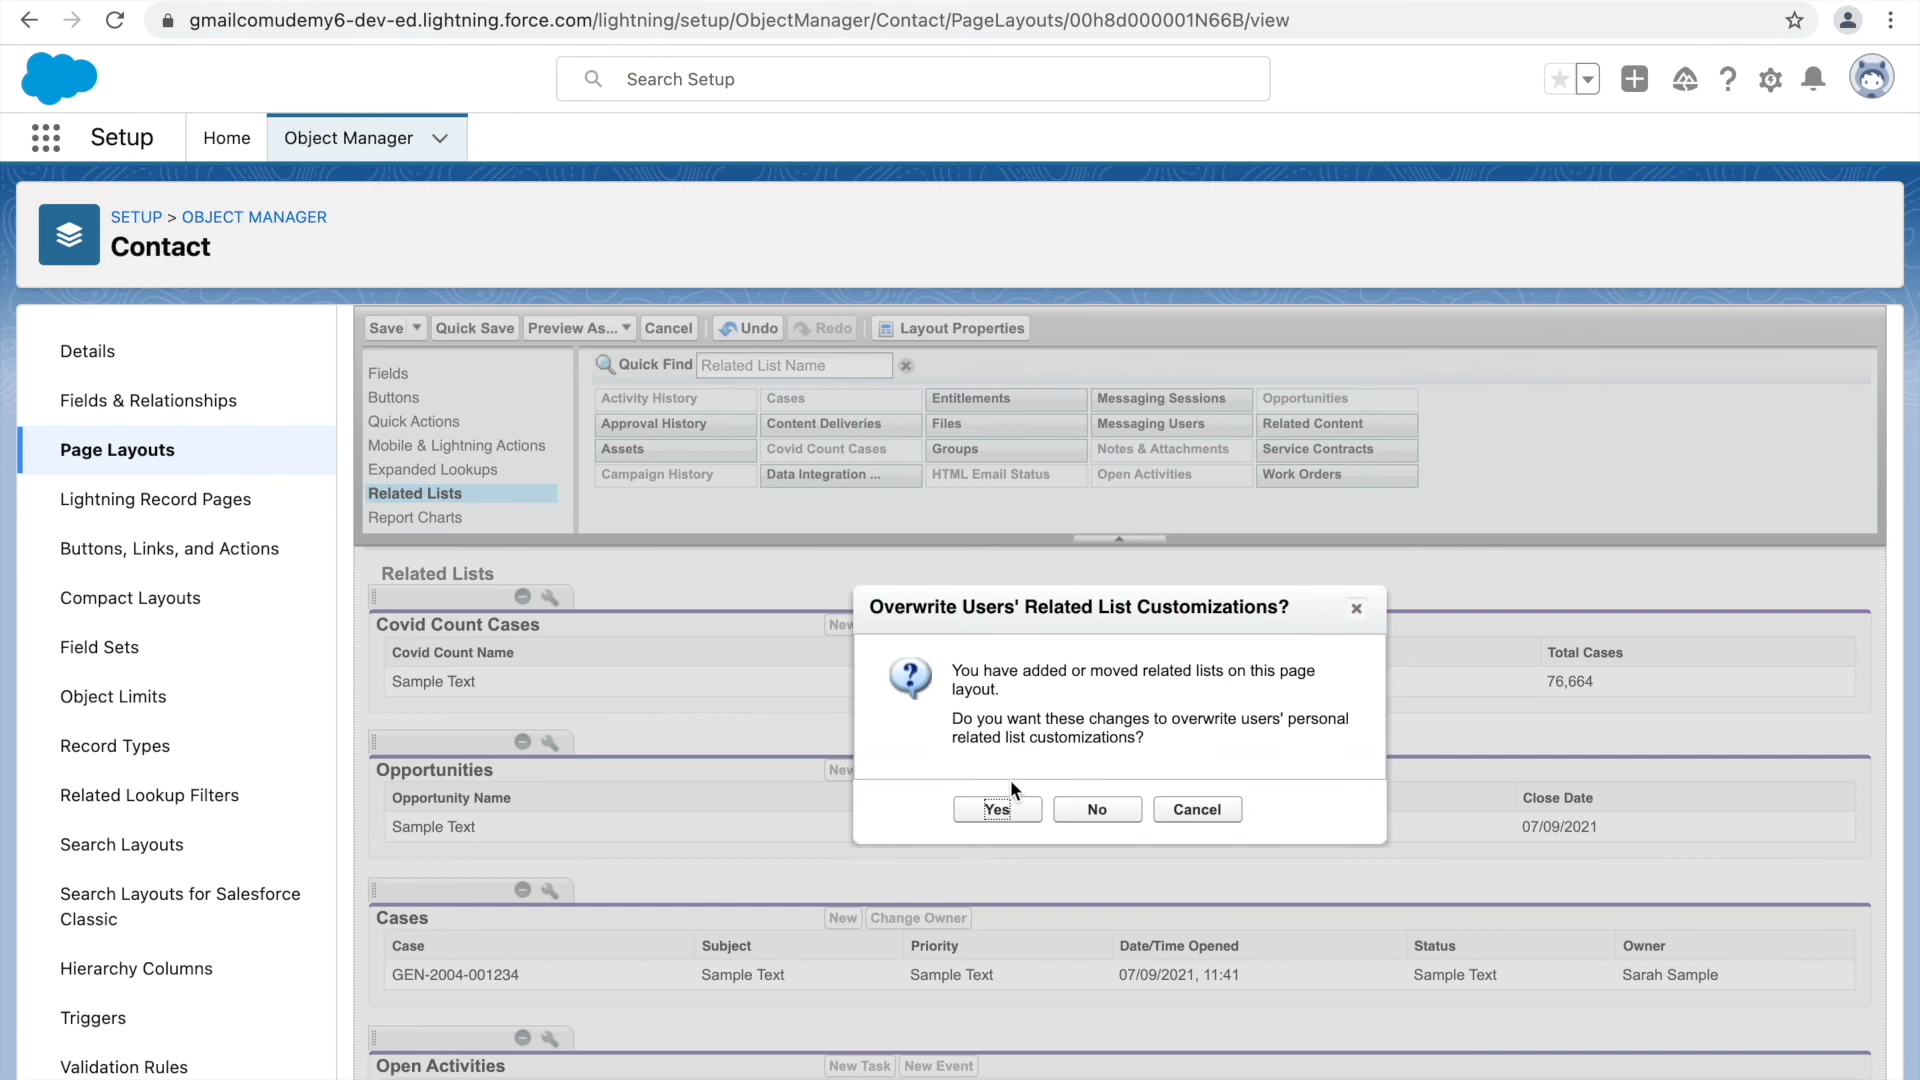 gmailcomudemy6-dev-ed.lightning.force.com/lightning/setup/ObjectManager/Contact/PageLayouts/00h8d000001N66B/view
Search Setup
Setup
Home
Object Manager
SETUP > OBJECT MANAGER
Contact
Details
Fields & Relationships
Page Layouts
Lightning Record Pages
Buttons, Links, and Actions
Compact Layouts
Field Sets
Object Limits
Record Types
Related Lookup Filters
Search Layouts
Search Layouts for Salesforce
Classic
Hierarchy Columns
Triggers
Validation Rules
Save Quick Save Preview As... Cancel Undo Redo Layout Properties
Fields
Buttons
Quick Actions
Mobile & Lightning Actions
Expanded Lookups
Related Lists
Report Charts
Quick Find Related List Name
Activity History Cases Entitlements Messaging Sessions Opportunities
Approval History Content Deliveries Files Messaging Users Related Content
Assets Covid Count Cases Groups Notes & Attachments Service Contracts
Campaign History Data Integration ... HTML Email Status Open Activities Work Orders
Related Lists
Covid Count Cases New
Covid Count Name Total Cases
Sample Text 76,664
Opportunities New
Opportunity Name Close Date
Sample Text 07/09/2021
Cases New Change Owner
Case Subject Priority Date/Time Opened Status Owner
GEN-2004-001234 Sample Text Sample Text 07/09/2021, 11:41 Sample Text Sarah Sample
Open Activities New Task New Event
Overwrite Users' Related List Customizations?
You have added or moved related lists on this page
layout.
Do you want these changes to overwrite users' personal
related list customizations?
Yes No Cancel